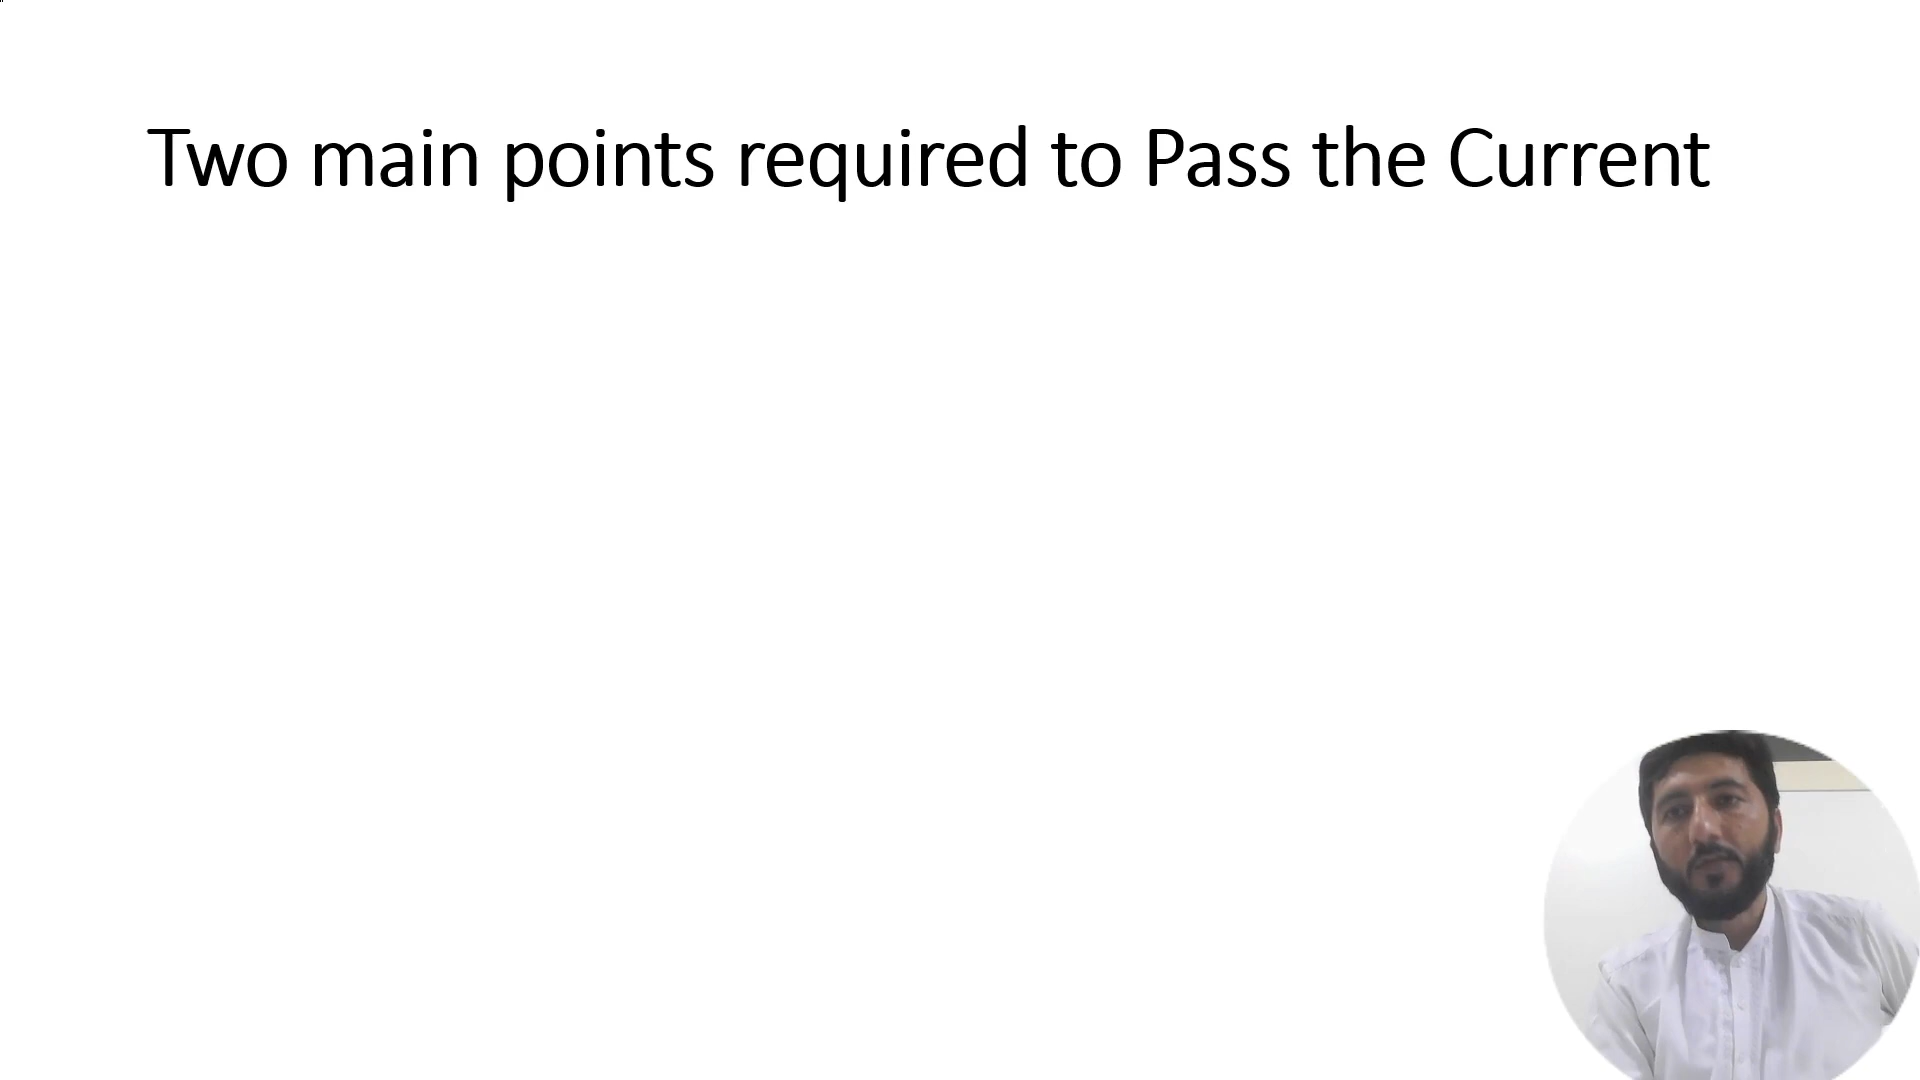 Two main points required to Pass the Current